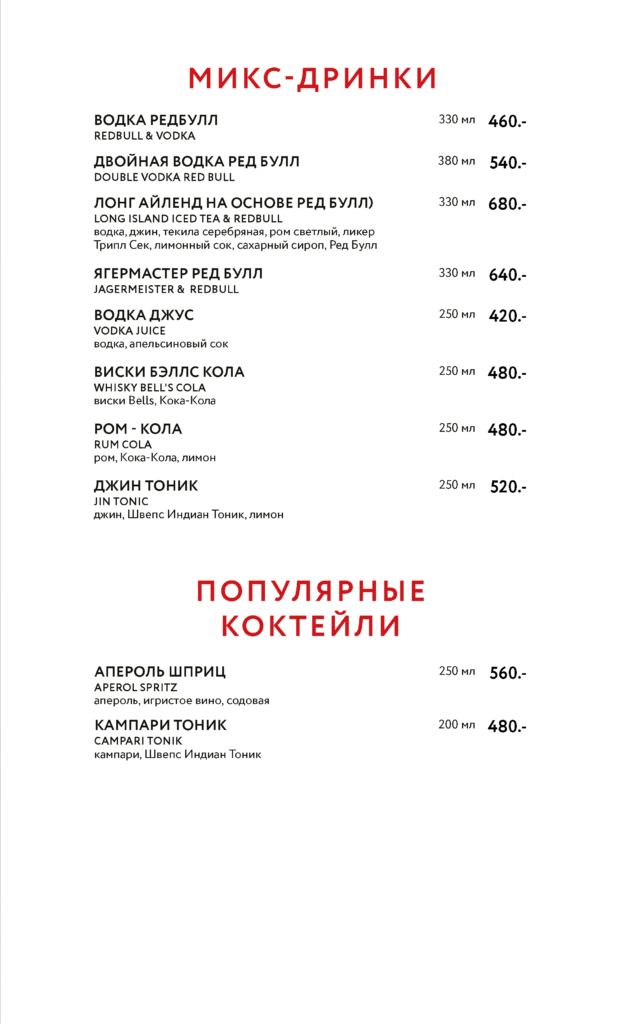 МИКС-ДРИНКИ
ВОДКА РЕДБУЛЛ 330 мл 460.-
REDBULL & VODKA
ДВОЙНАЯ ВОДКА РЕД БУЛЛ 380 мл 540.-
DOUBLE VODKA RED BULL
ЛОНГ АЙЛЕНД НА ОСНОВЕ РЕД БУЛЛ) 330 мл 680.-
LONG ISLAND ICED TEA & REDBULL
водка, джин, текила серебряная, ром светлый, ликер
Трипл Сек, лимонный сок, сахарный сироп, Ред Булл
ЯГЕРМАСТЕР РЕД БУЛЛ 330 мл 640.-
JAGERMEISTER & REDBULL
ВОДКА ДЖУС 250 мл 420.-
VODKA JUICE
водка, апельсиновый сок
ВИСКИ БЭЛЛС КОЛА 250 мл 480.-
WHISKY BELL'S COLA
виски Bells, Кока-Кола
РОМ - КОЛА 250 мл 480.-
RUM COLA
ром, Кока-Кола, лимон
ДЖИН ТОНИК 250 мл 520.-
JIN TONIC
джин, Швепс Индиан Тоник, лимон
ПОПУЛЯРНЫЕ
КОКТЕЙЛИ
АПЕРОЛЬ ШПРИЦ 250 мл 560.-
APEROL SPRITZ
апероль, игристое вино, содовая
КАМПАРИ ТОНИК 200 мл 480.-
CAMPARI TONIK
кампари, Швепс Индиан Тоник